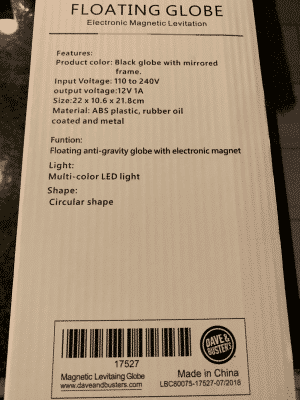 FLOATING GLOBE
Electronic Magnetic Levitation
Features:
Product color: Black globe with mirrored
frame.
Input Voltage: 110 to 240V
output voltage:12V 1A
Size:22 x 10.6 x 21.8cm
Material: ABS plastic, rubber oil
coated and metal
Funtion:
Floating anti-gravity globe with electronic magnet
Light:
Multi-color LED light
Shape:
Circular shape
17527
Magnetic Levitaing Globe
www.daveandbusters.com
DAVE &
BUSTER'S
Made in China
LBC80075-17527-07/2018